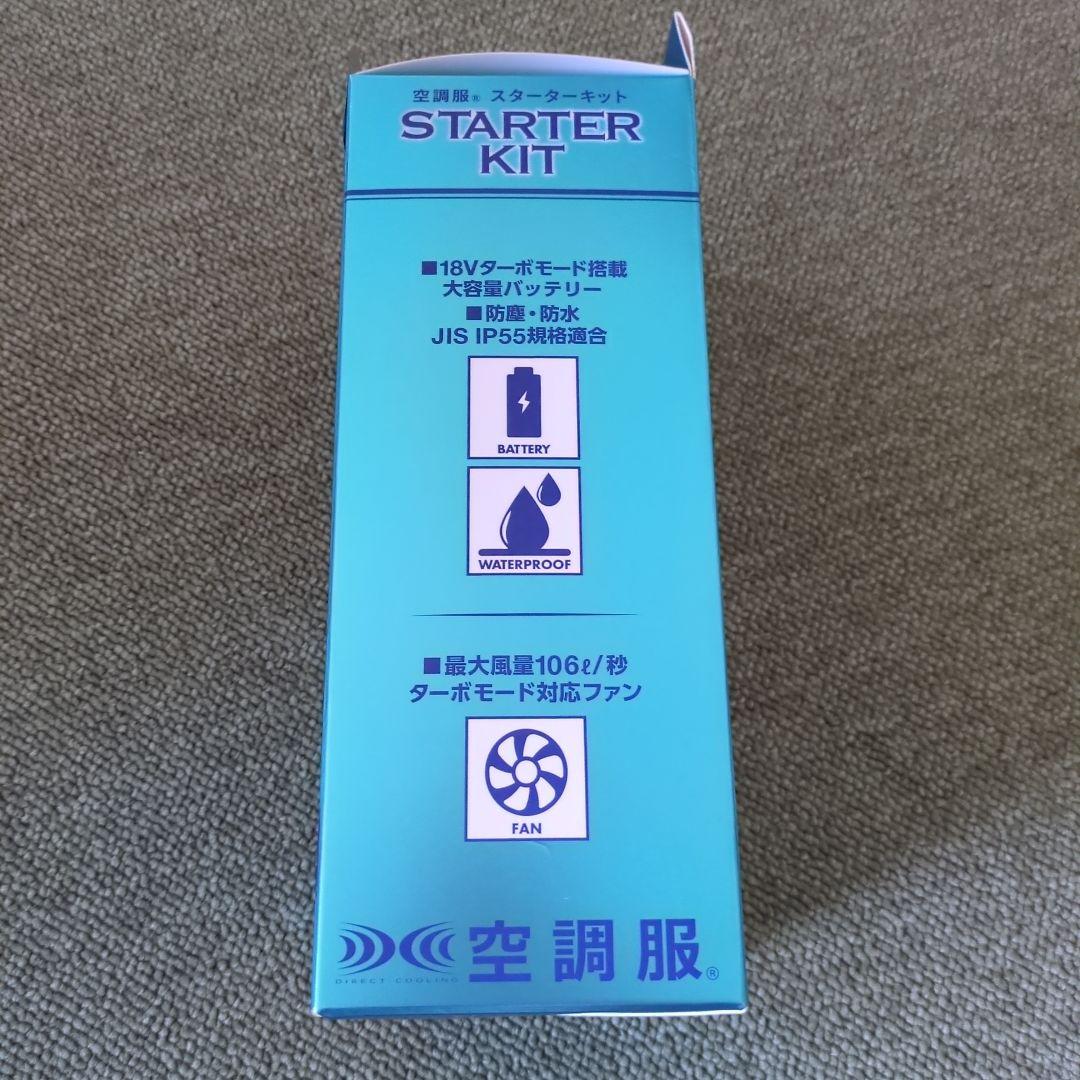 空調服® スターターキット
STARTER
KIT
■18Vターボモード搭載
大容量バッテリー
■防塵・防水
JIS IP55規格適合
BATTERY
WATERPROOF
■最大風量106ℓ/秒
ターボモード対応ファン
FAN
空調服®
DIRECT COOLING